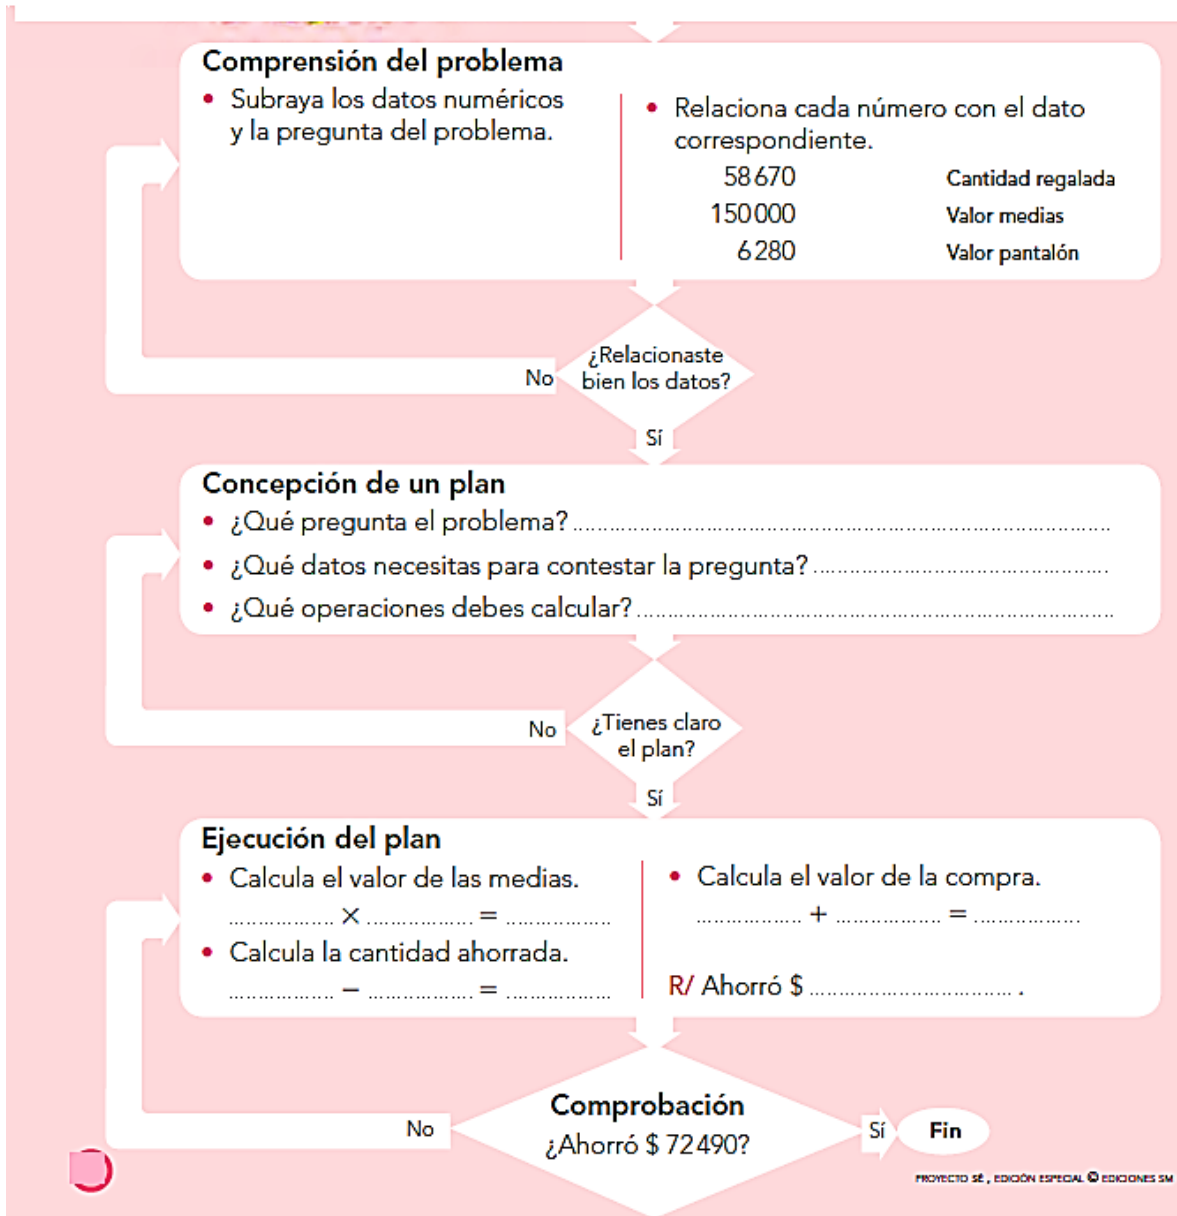 Comprensión del problema
• Subraya los datos numéricos
y la pregunta del problema.
• Relaciona cada número con el dato
correspondiente.
58 670 Cantidad regalada
150 000 Valor medias
6 280 Valor pantalón
¿Relacionaste
bien los datos?
No
Sí
Concepción de un plan
• ¿Qué pregunta el problema?
• ¿Qué datos necesitas para contestar la pregunta?
• ¿Qué operaciones debes calcular?
¿Tienes claro
el plan?
No
Sí
Ejecución del plan
• Calcula el valor de las medias.
.................. × .................. = ..................
• Calcula la cantidad ahorrada.
.................. − .................. = ..................
• Calcula el valor de la compra.
.................. + .................. = ..................
R/ Ahorró $ .................................. .
Comprobación
¿Ahorró $ 72 490?
No
Sí
Fin
PROYECTO SÉ , EDICIÓN ESPECIAL © EDICIONES SM